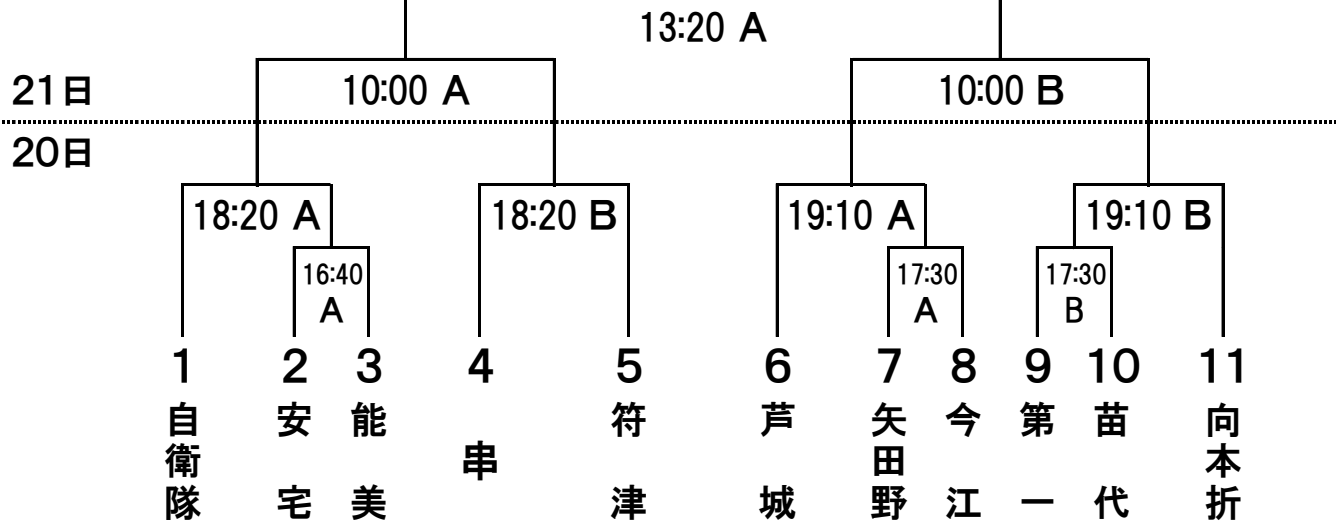 13:20 A
21日 10:00 A 10:00 B
20日
18:20 A 18:20 B 19:10 A 19:10 B
16:40 A
17:30 A
17:30 B
1 2 3 4 5 6 7 8 9 10 11
自衛隊
安宅
能美
串
符津
芦城
矢田野
今江
第一
苗代
向本折